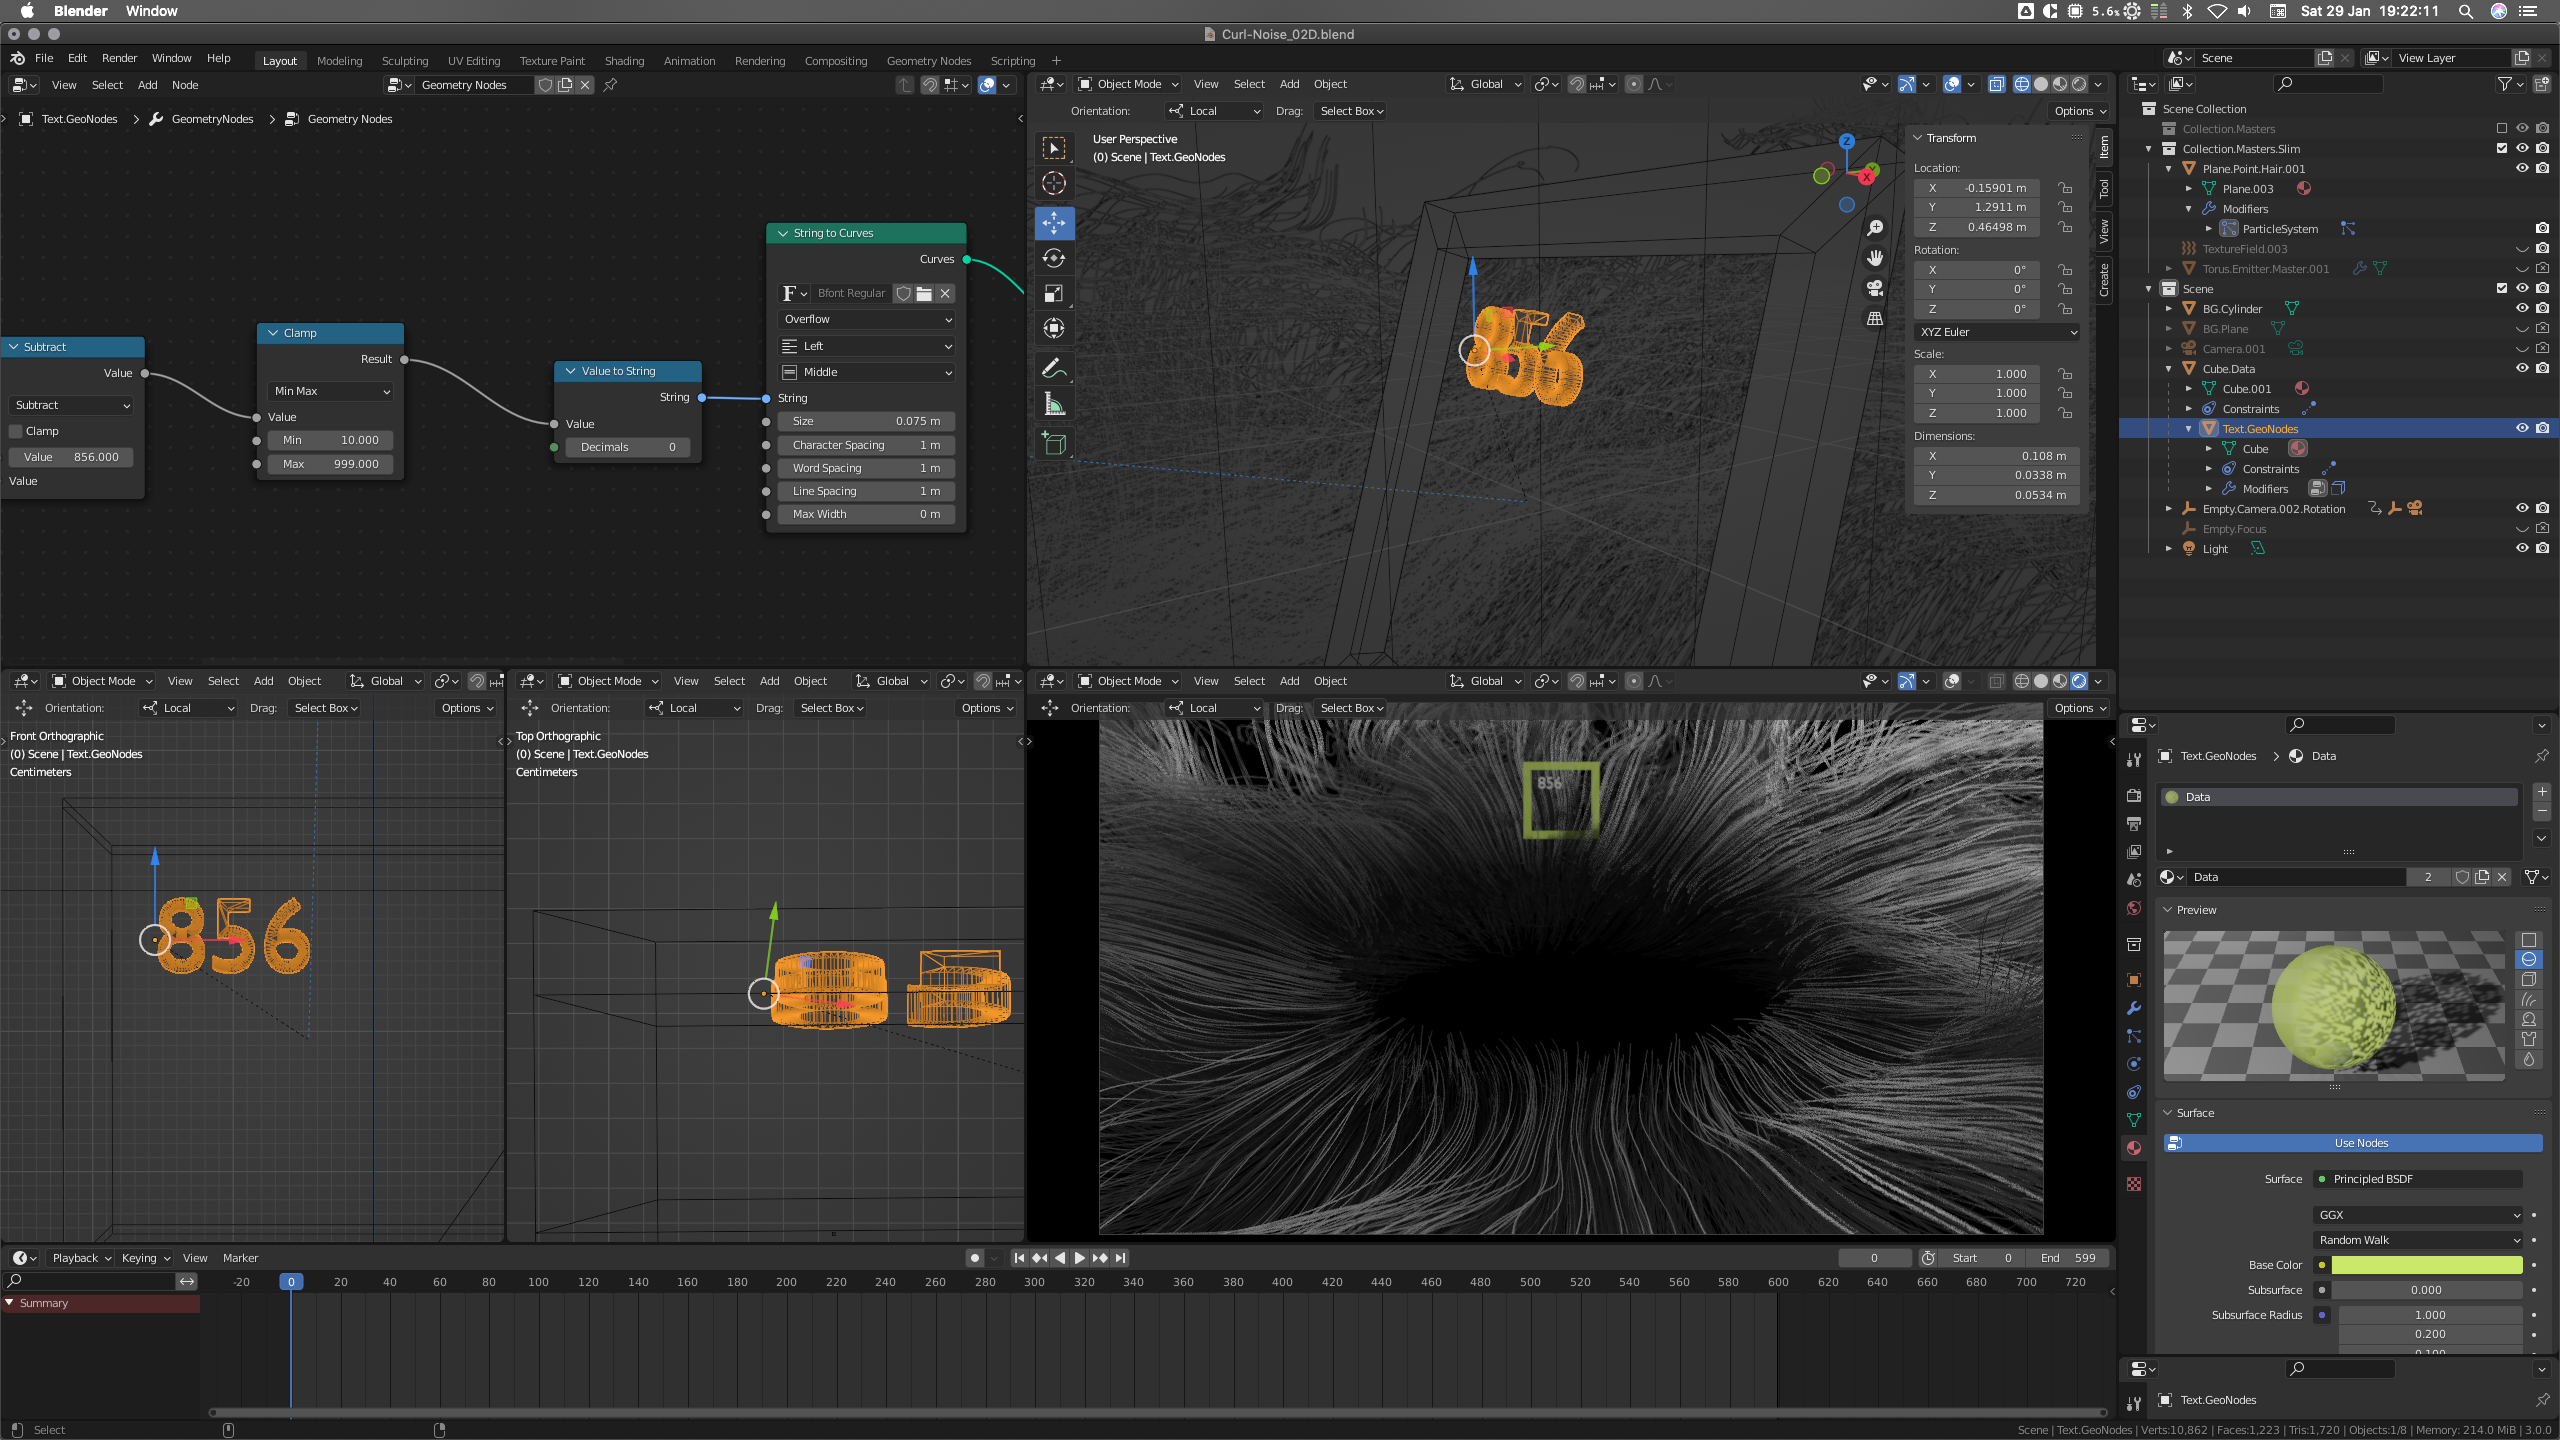 Blender Window
5.6%
Sat 29 Jan 19:22:11
Curl-Noise_02D.blend
File Edit Render Window Help
Layout Modeling Sculpting UV Editing Texture Paint Shading Animation Rendering Compositing Geometry Nodes Scripting +
Scene
View Layer
View Select Add Node
Geometry Nodes
Text.GeoNodes > GeometryNodes > Geometry Nodes
Subtract
Value
Subtract
Clamp
Value 856.000
Value
Clamp
Result
Min Max
Value
Min 10.000
Max 999.000
Value to String
String
Value
Decimals 0
String to Curves
Curves
F
Bfont Regular
Overflow
Left
Middle
String
Size 0.075 m
Character Spacing 1 m
Word Spacing 1 m
Line Spacing 1 m
Max Width 0 m
Object Mode View Select Add Object
Global
Options
Orientation: Local Drag: Select Box
User Perspective
(0) Scene | Text.GeoNodes
856
Z
X
Y
Transform
Location:
X -0.15901 m
Y 1.2911 m
Z 0.46498 m
Rotation:
X 0°
Y 0°
Z 0°
XYZ Euler
Scale:
X 1.000
Y 1.000
Z 1.000
Dimensions:
X 0.108 m
Y 0.0338 m
Z 0.0534 m
Item
Tool
View
Create
Scene Collection
Collection.Masters
Collection.Masters.Slim
Plane.Point.Hair.001
Plane.003
Modifiers
ParticleSystem
TextureField.003
Torus.Emitter.Master.001
Scene
BG.Cylinder
BG.Plane
Camera.001
Cube.Data
Cube.001
Constraints
Text.GeoNodes
Cube
Constraints
Modifiers
Empty.Camera.002.Rotation
Empty.Focus
Light
Object Mode View Select Add Object Global
Orientation: Local Drag: Select Box Options
Front Orthographic
(0) Scene | Text.GeoNodes
Centimeters
856
Object Mode View Select Add Object Global
Orientation: Local Drag: Select Box Options
Top Orthographic
(0) Scene | Text.GeoNodes
Centimeters
Object Mode View Select Add Object Global
Orientation: Local Drag: Select Box Options
856
Text.GeoNodes > Data
Data
Data 2
Preview
Surface
Use Nodes
Surface Principled BSDF
GGX
Random Walk
Base Color
Subsurface 0.000
Subsurface Radius 1.000
0.200
0.100
Text.GeoNodes
Playback Keying View Marker
0 Start 0 End 599
-20 0 20 40 60 80 100 120 140 160 180 200 220 240 260 280 300 320 340 360 380 400 420 440 460 480 500 520 540 560 580 600 620 640 660 680 700 720
Summary
Select
Scene | Text.GeoNodes | Verts:10,862 | Faces:1,223 | Tris:1,720 | Objects:1/8 | Memory: 214.0 MiB | 3.0.0